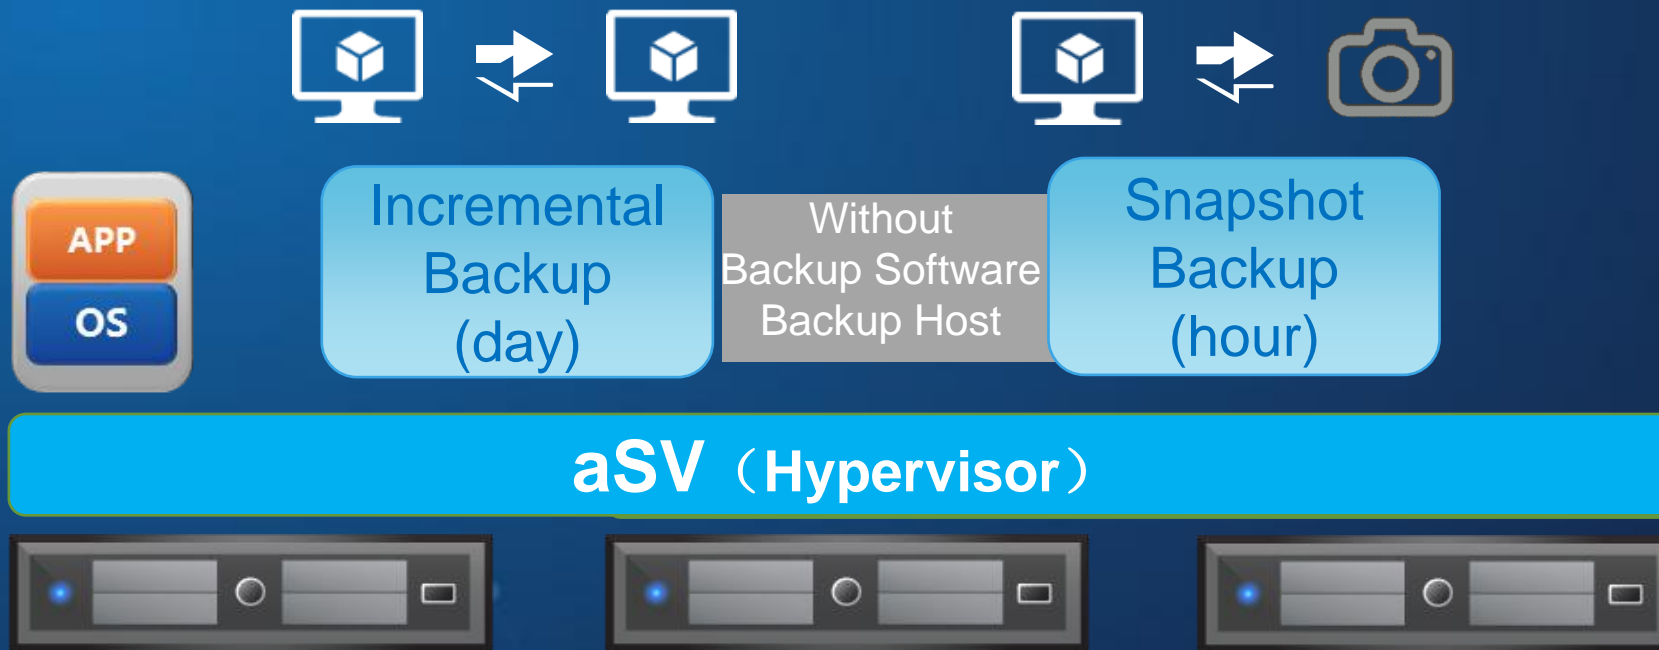 APP
OS
Incremental
Backup
(day)
Without
Backup Software
Backup Host
Snapshot
Backup
(hour)
aSV（Hypervisor）